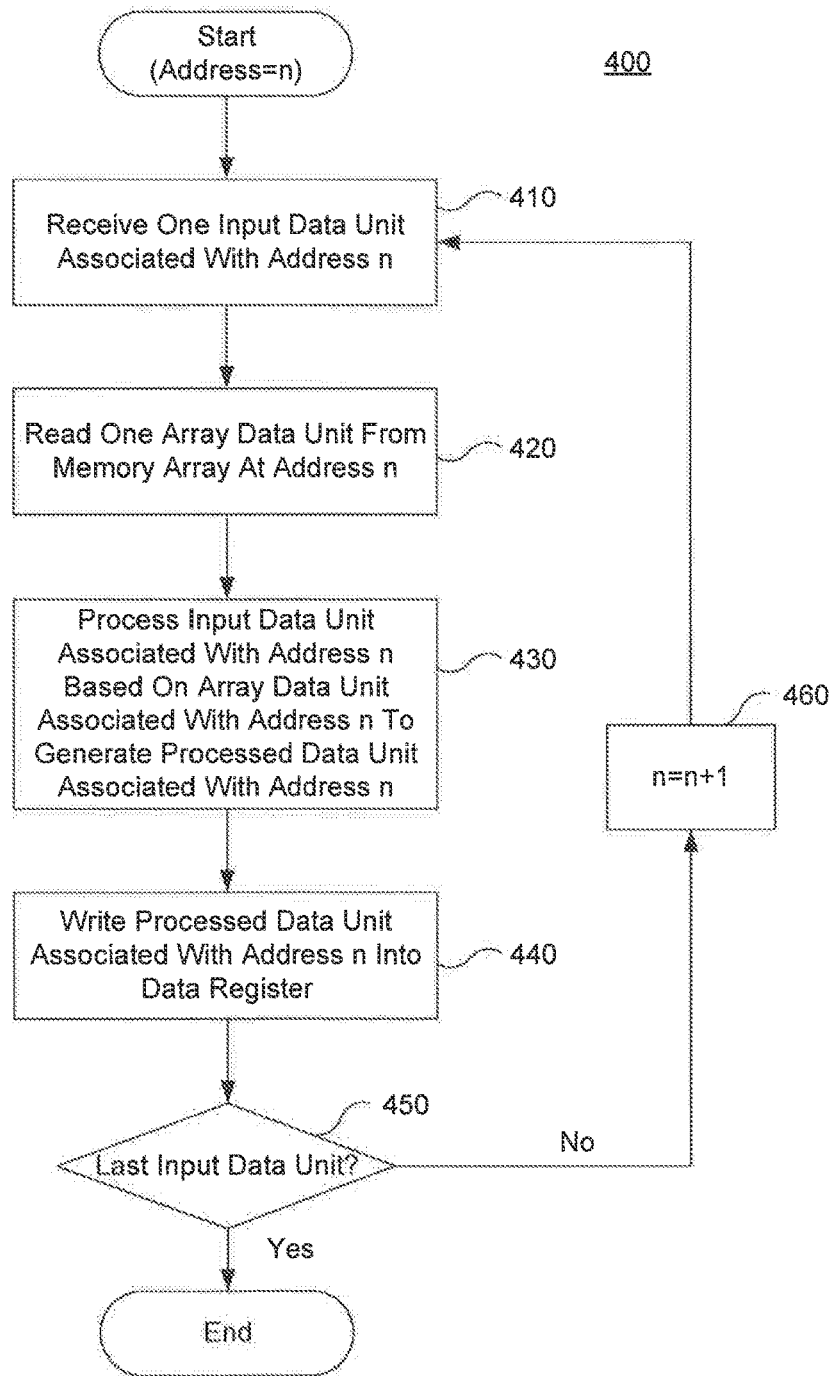 Start
(Address=n)
400
410
Receive One Input Data Unit
Associated With Address n
Read One Array Data Unit From
Memory Array At Address n
420
Process Input Data Unit
Associated With Address n
Based On Array Data Unit
Associated With Address n To
Generate Processed Data Unit
Associated With Address n
430
460
n=n+1
Write Processed Data Unit
Associated With Address n Into
Data Register
440
450
Last Input Data Unit?
No
Yes
End